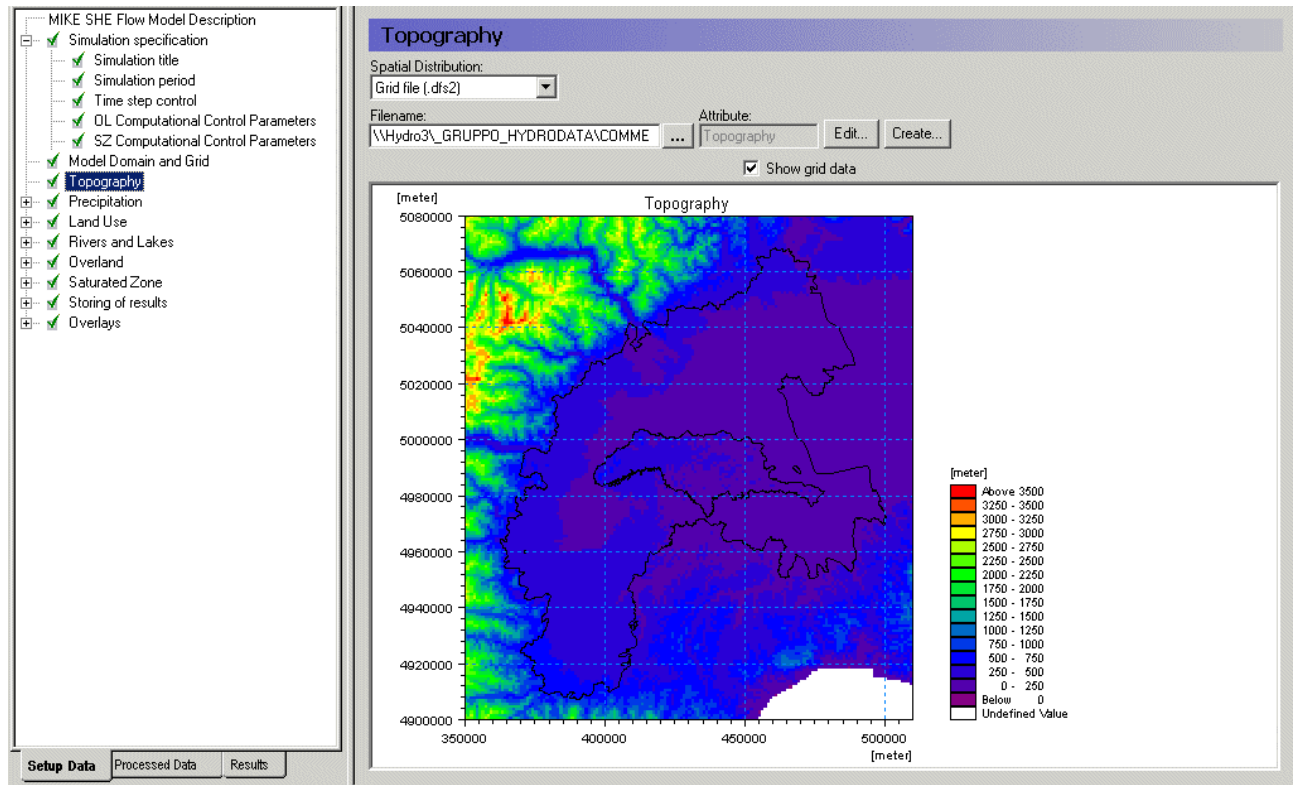 MIKE SHE Flow Model Description
Simulation specification
Simulation title
Simulation period
Time step control
OL Computational Control Parameters
SZ Computational Control Parameters
Model Domain and Grid
Topography
Precipitation
Land Use
Rivers and Lakes
Overland
Saturated Zone
Storing of results
Overlays
Setup Data
Processed Data
Results
Topography
Spatial Distribution:
Grid file (.dfs2)
Filename:
Attribute:
\\Hydro3\_GRUPPO_HYDRODATA\COMME
...
Topography
Edit...
Create...
Show grid data
[meter]
Topography
5080000
5060000
5040000
5020000
5000000
4980000
4960000
4940000
4920000
4900000
350000
400000
450000
500000
[meter]
[meter]
Above 3500
3250 - 3500
3000 - 3250
2750 - 3000
2500 - 2750
2250 - 2500
2000 - 2250
1750 - 2000
1500 - 1750
1250 - 1500
1000 - 1250
750 - 1000
500 - 750
250 - 500
0 - 250
Below 0
Undefined Value